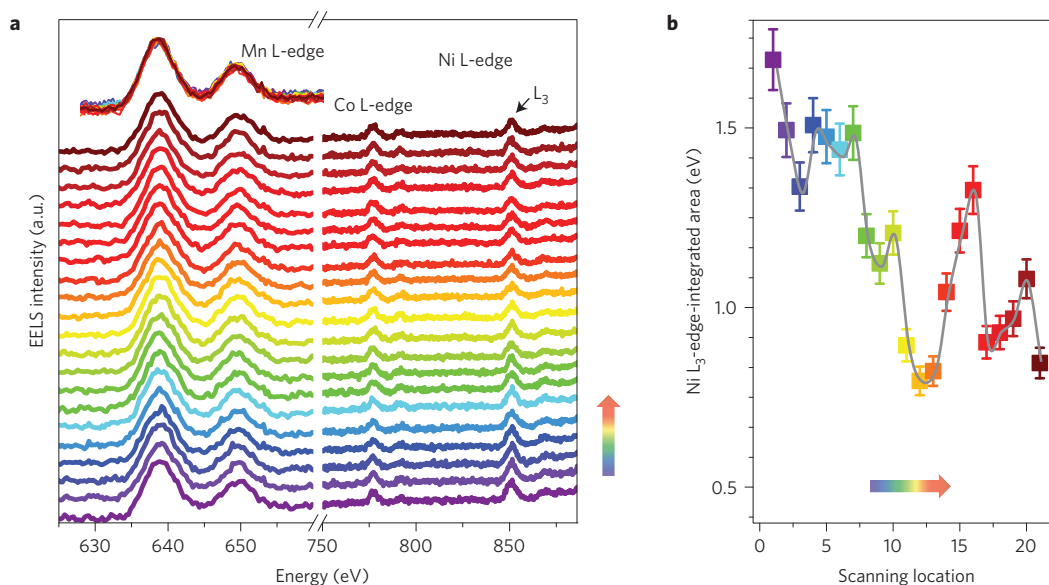 a
Mn L-edge
Ni L-edge
Co L-edge
L₃
EELS intensity (a.u.)
630 640 650 750 800 850
Energy (eV)
b
Ni L₃-edge-integrated area (eV)
1.5
1.0
0.5
0 5 10 15 20
Scanning location